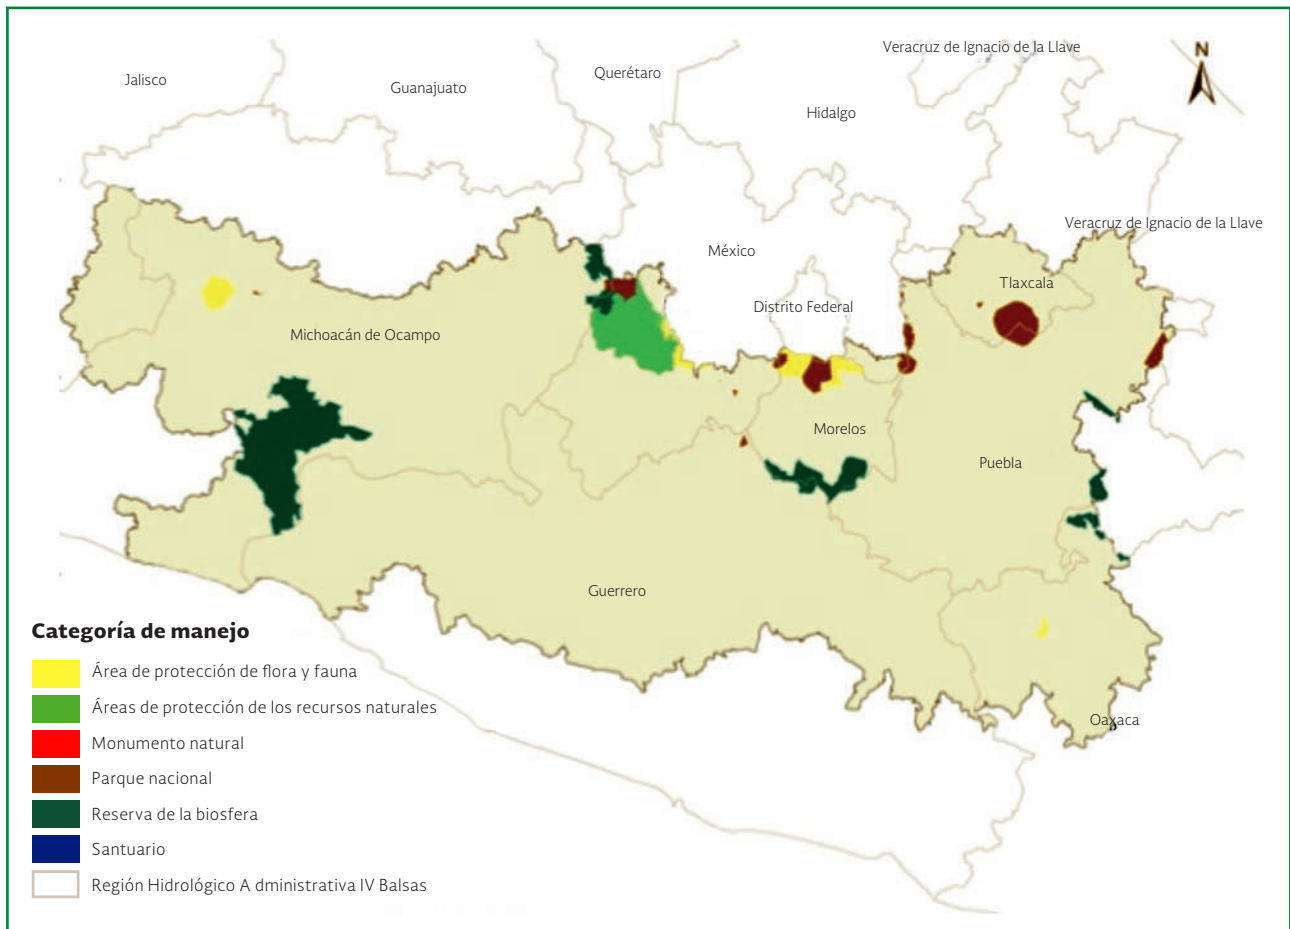 Veracruz de Ignacio de la Llave
N
Querétaro
Jalisco
Guanajuato
Hidalgo
Veracruz de Ignacio de la Llave
México
Tlaxcala
Distrito Federal
Michoacán de Ocampo
Morelos
Puebla
Guerrero
Oaxaca
Categoría de manejo
Área de protección de flora y fauna
Áreas de protección de los recursos naturales
Monumento natural
Parque nacional
Reserva de la biosfera
Santuario
Región Hidrológico A dministrativa IV Balsas